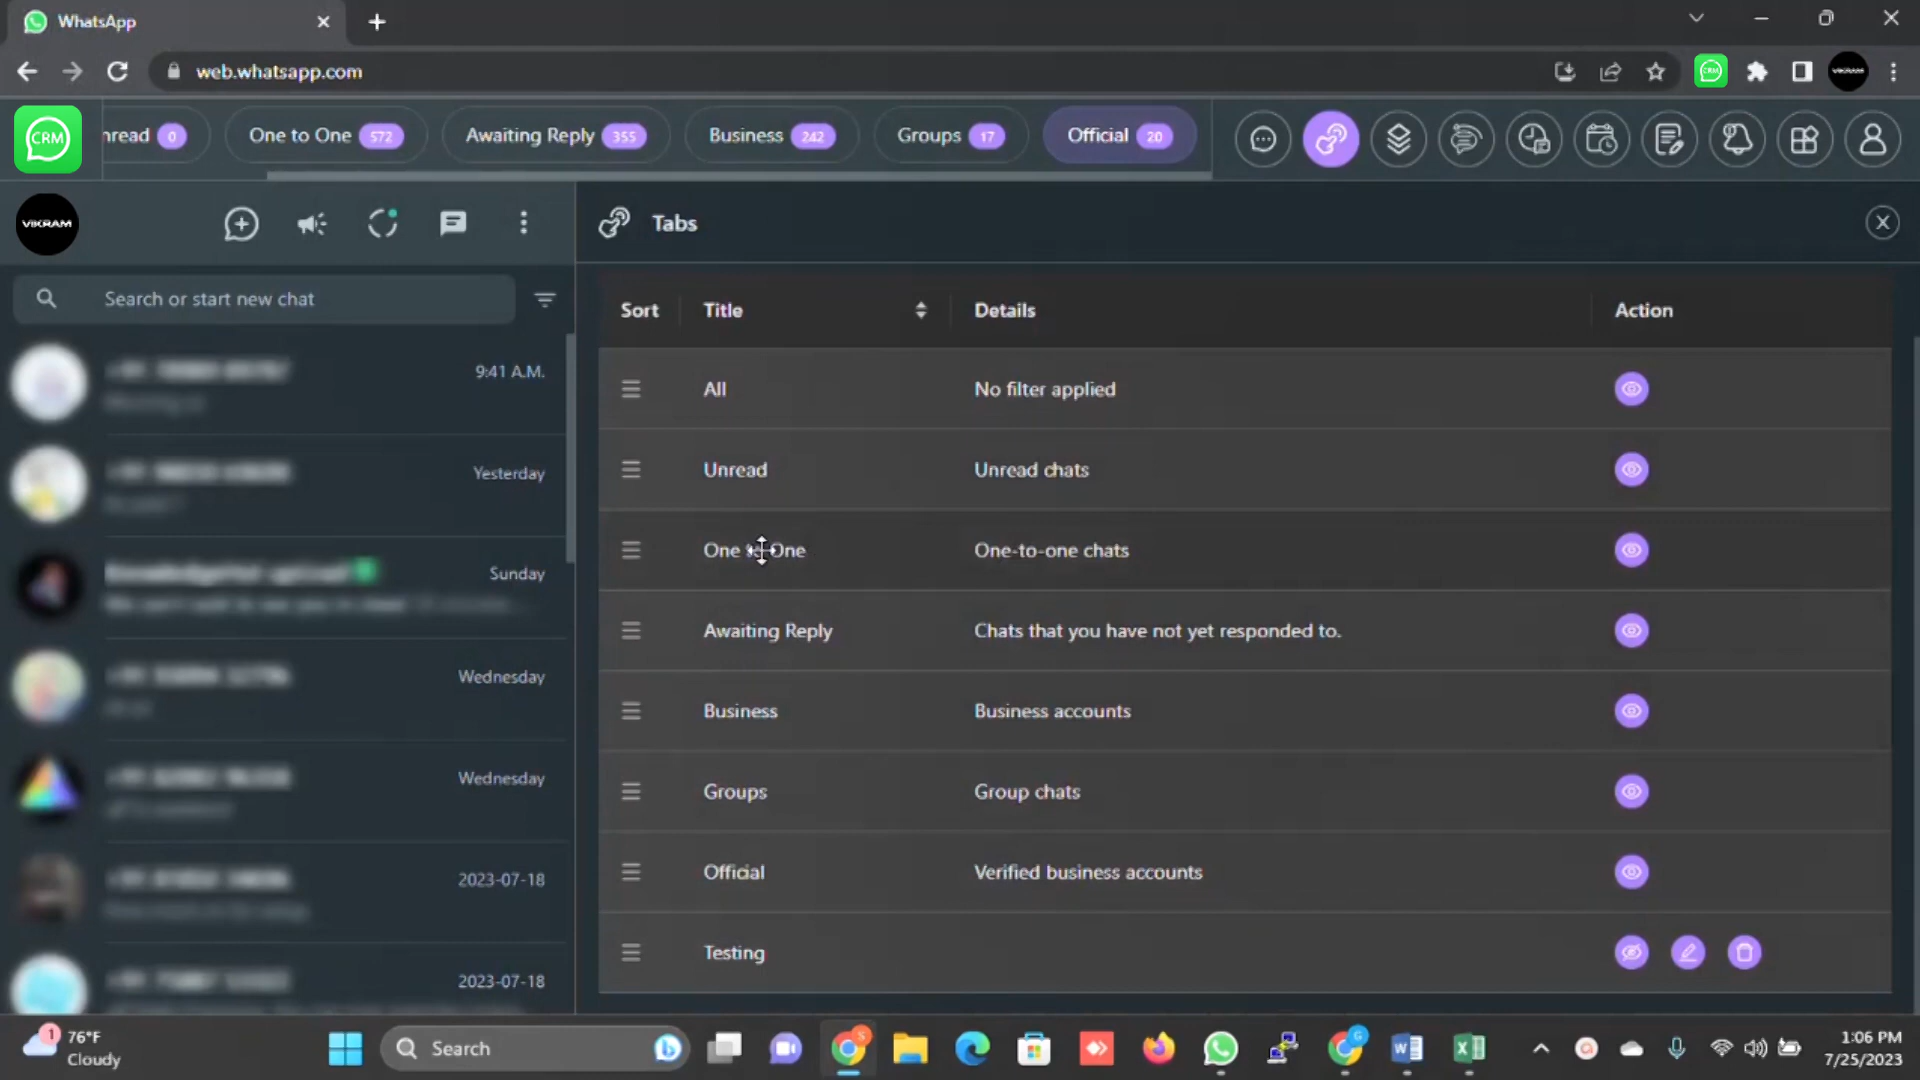 WhatsApp
web.whatsapp.com
VIKRAM
CRM
nread 0
One to One 572
Awaiting Reply 355
Business 242
Groups 17
Official 20
VIKRAM
Tabs
Search or start new chat
9:41 A.M.
Yesterday
Sunday
Wednesday
Wednesday
2023-07-18
2023-07-18
Sort Title Details Action
All No filter applied
Unread Unread chats
One to One One-to-one chats
Awaiting Reply Chats that you have not yet responded to.
Business Business accounts
Groups Group chats
Official Verified business accounts
Testing
1
76°F
Cloudy
Search
1:06 PM
7/25/2023